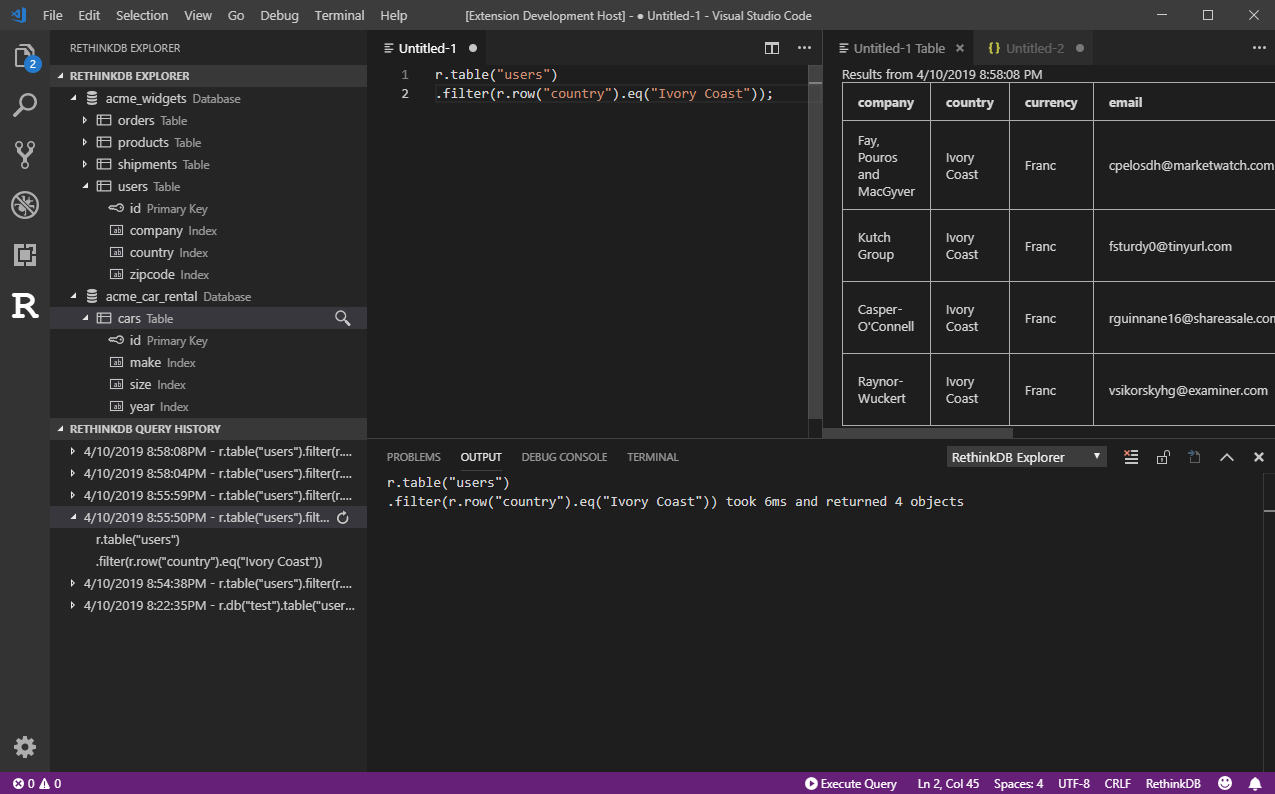 File Edit Selection View Go Debug Terminal Help [Extension Development Host] - ● Untitled-1 - Visual Studio Code
2
R
RETHINKDB EXPLORER
RETHINKDB EXPLORER
acme_widgets Database
orders Table
products Table
shipments Table
users Table
id Primary Key
company Index
country Index
zipcode Index
acme_car_rental Database
cars Table
id Primary Key
make Index
size Index
year Index
RETHINKDB QUERY HISTORY
4/10/2019 8:58:08PM - r.table("users").filter(r....
4/10/2019 8:58:04PM - r.table("users").filter(r....
4/10/2019 8:55:59PM - r.table("users").filter(r....
4/10/2019 8:55:50PM - r.table("users").filt...
r.table("users")
.filter(r.row("country").eq("Ivory Coast"))
4/10/2019 8:54:38PM - r.table("users").filter(r....
4/10/2019 8:22:35PM - r.db("test").table("user...
Untitled-1 ●
1 r.table("users")
2 .filter(r.row("country").eq("Ivory Coast"));
Untitled-1 Table × {} Untitled-2 ●
Results from 4/10/2019 8:58:08 PM
company country currency email
Fay,
Pouros
and
MacGyver
Ivory
Coast
Franc
cpelosdh@marketwatch.com
Kutch
Group
Ivory
Coast
Franc
fsturdy0@tinyurl.com
Casper-
O'Connell
Ivory
Coast
Franc
rguinnane16@shareasale.com
Raynor-
Wuckert
Ivory
Coast
Franc
vsikorskyhg@examiner.com
PROBLEMS OUTPUT DEBUG CONSOLE TERMINAL RethinkDB Explorer
r.table("users")
.filter(r.row("country").eq("Ivory Coast")) took 6ms and returned 4 objects
0 0 Execute Query Ln 2, Col 45 Spaces: 4 UTF-8 CRLF RethinkDB